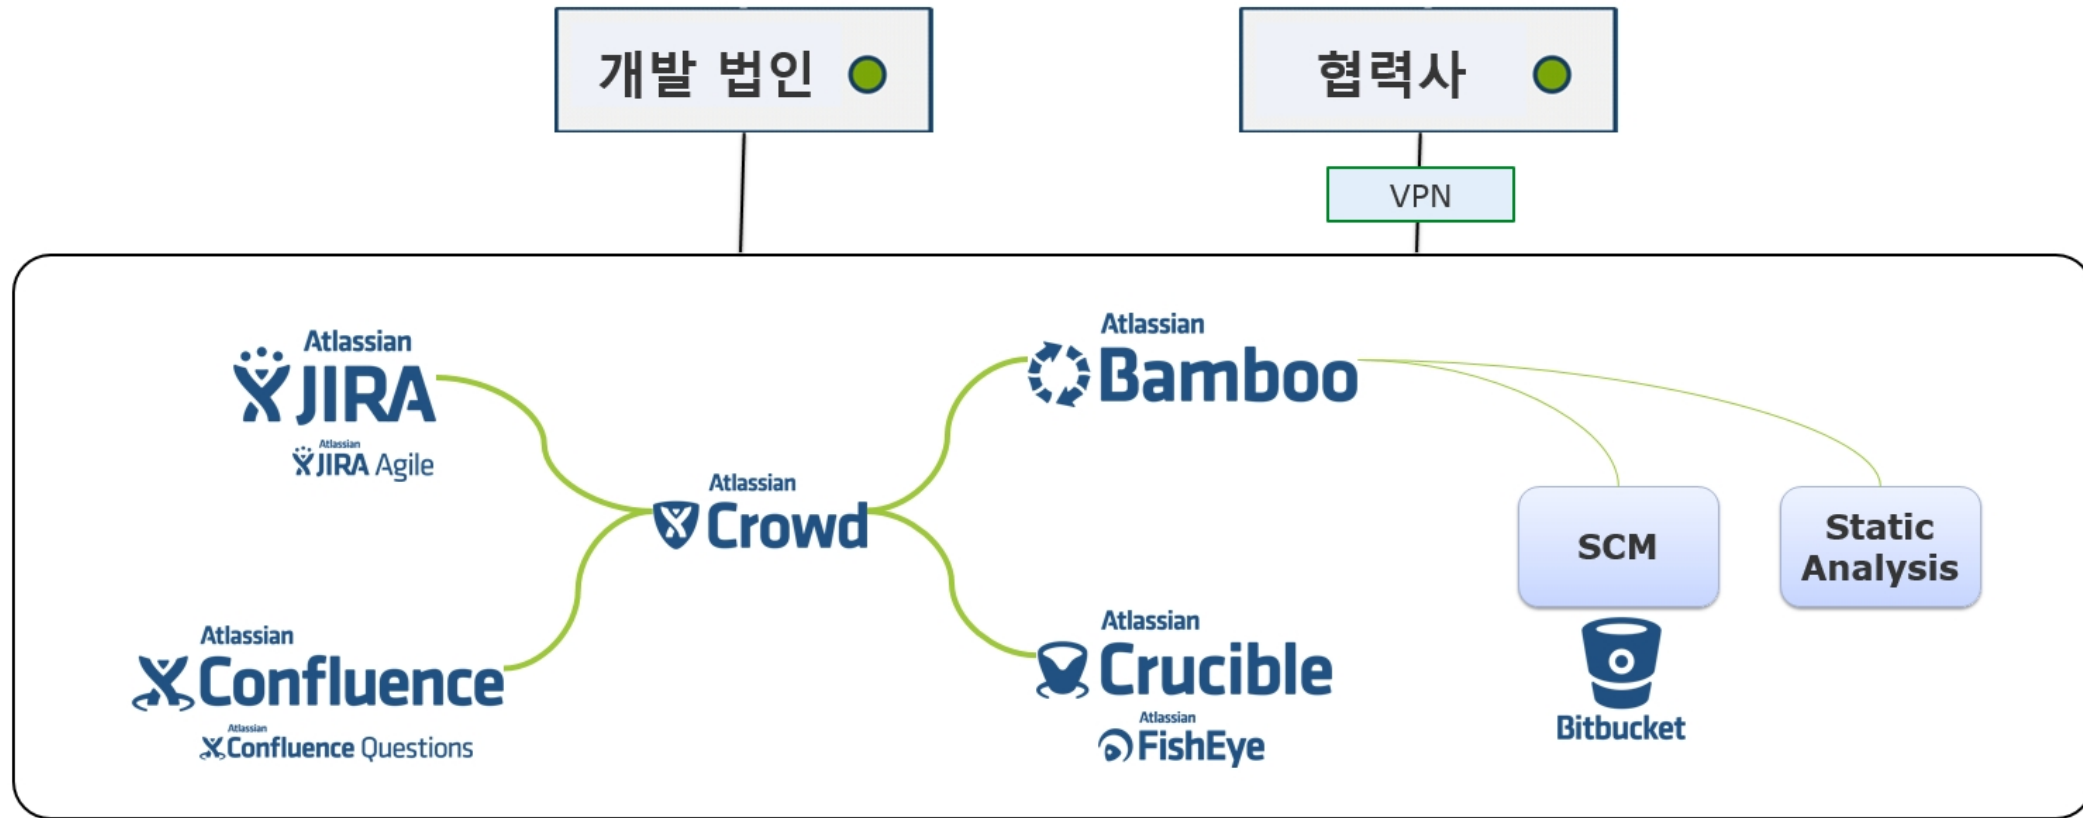 개발 법인
협력사
VPN
Atlassian
JIRA
Atlassian
JIRA Agile
Atlassian
Bamboo
Atlassian
Crowd
SCM
Static
Analysis
Atlassian
Confluence
Atlassian
Confluence Questions
Atlassian
Crucible
Atlassian
FishEye
Bitbucket